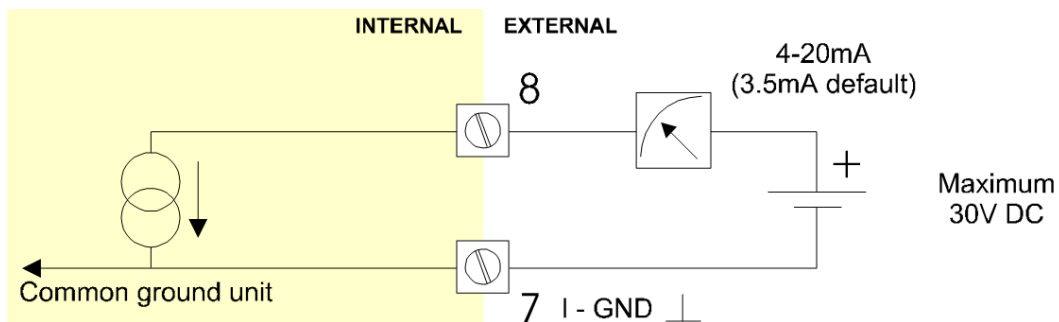 INTERNAL EXTERNAL
8
4-20mA
(3.5mA default)
+
Maximum
30V DC
Common ground unit
7 I - GND